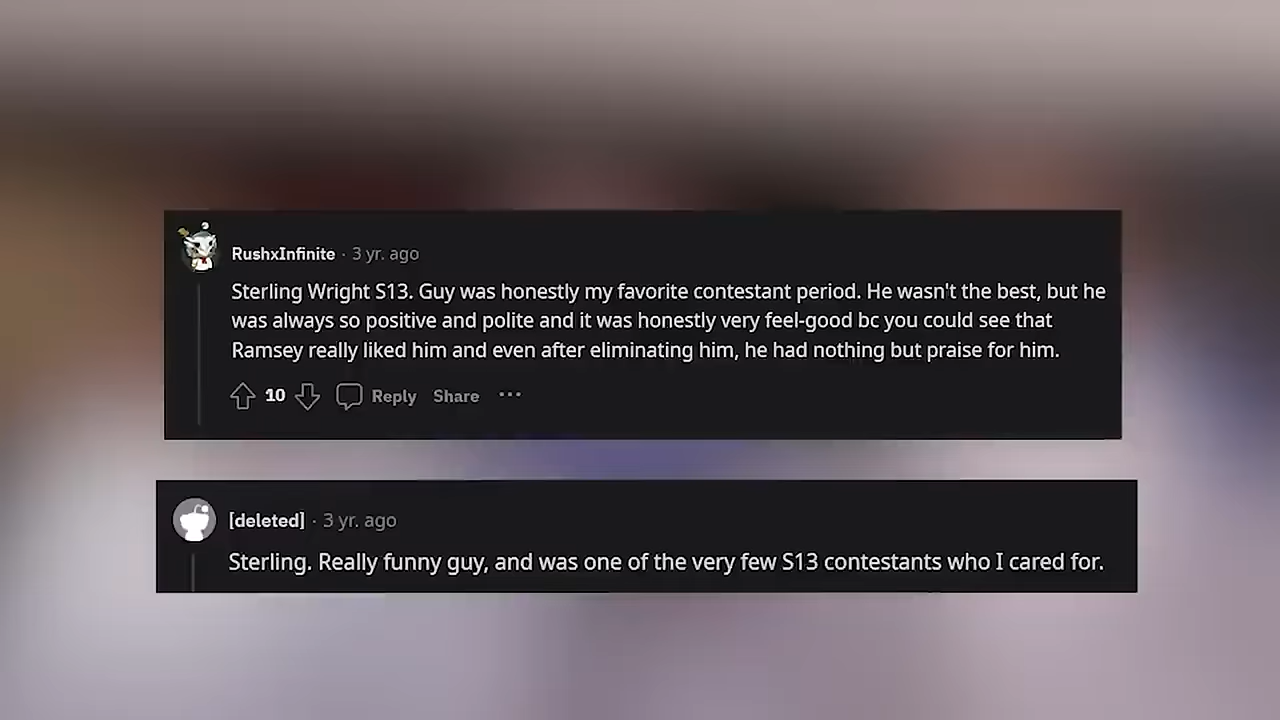 RushxInfinite · 3 yr. ago
Sterling Wright S13. Guy was honestly my favorite contestant period. He wasn't the best, but he
was always so positive and polite and it was honestly very feel-good bc you could see that
Ramsey really liked him and even after eliminating him, he had nothing but praise for him.
10 Reply Share ...
[deleted] · 3 yr. ago
Sterling. Really funny guy, and was one of the very few S13 contestants who I cared for.